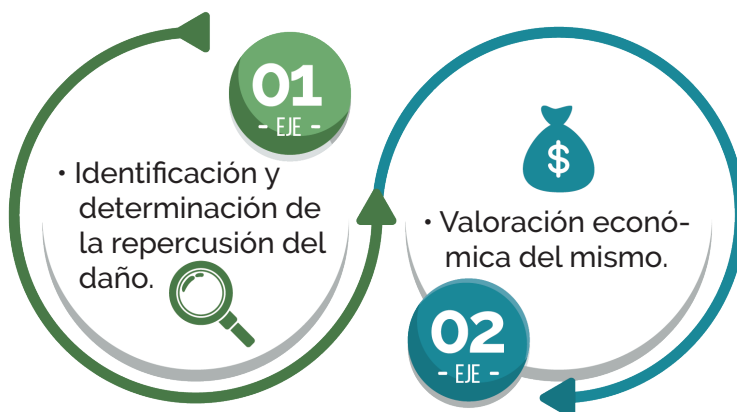 01
- EJE -
• Identificación y
determinación de
la repercusión del
daño.
$
• Valoración econó-
mica del mismo.
02
- EJE -